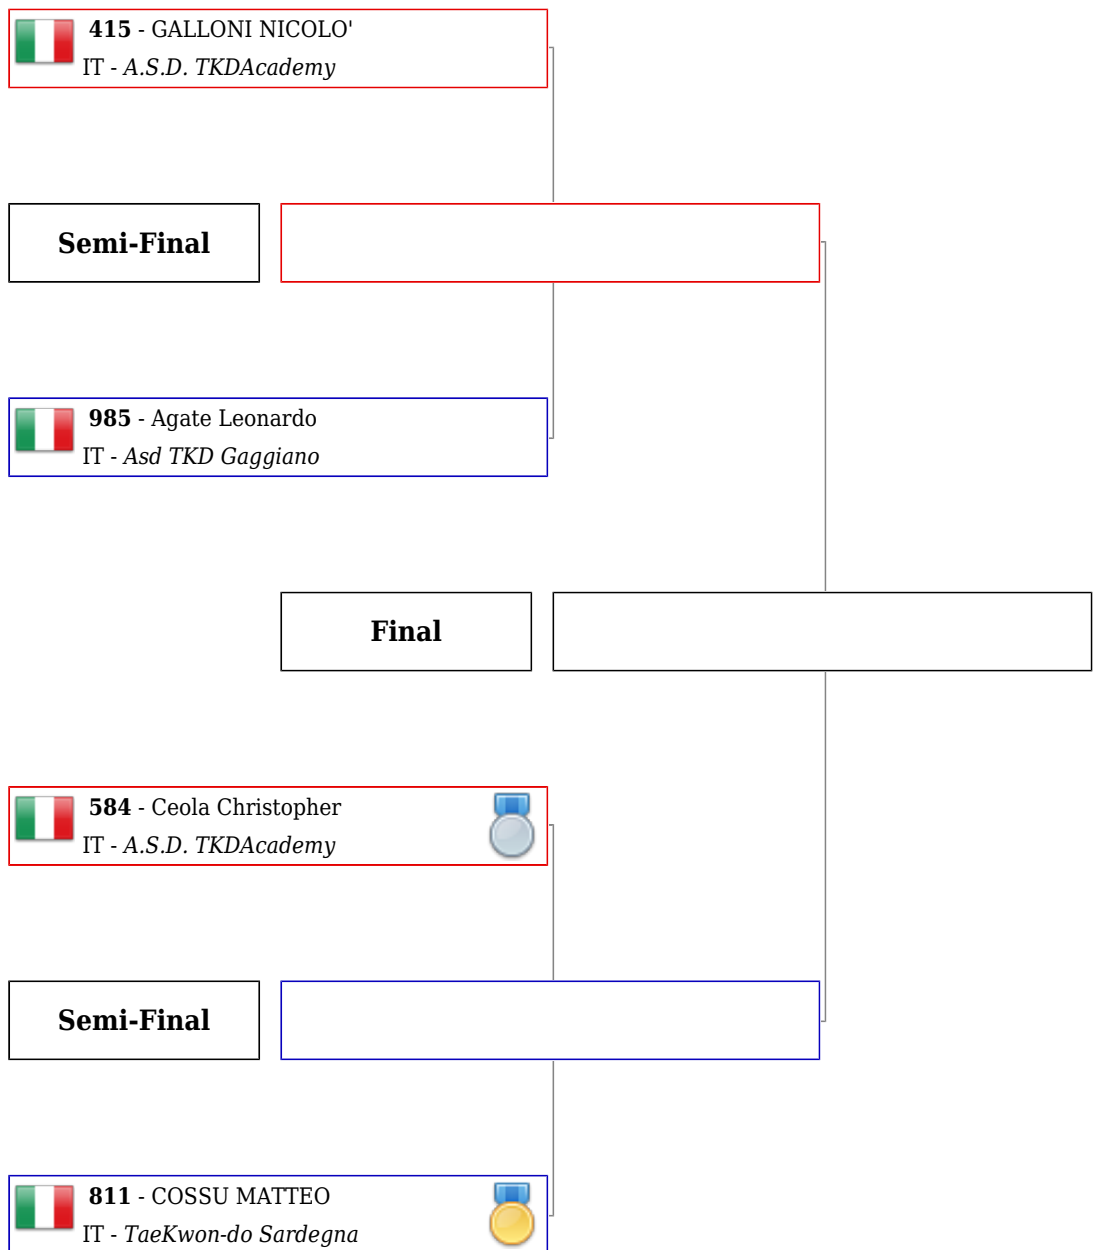 415 - GALLONI NICOLO'
IT - A.S.D. TKDAcademy
Semi-Final
985 - Agate Leonardo
IT - Asd TKD Gaggiano
Final
584 - Ceola Christopher
IT - A.S.D. TKDAcademy
Semi-Final
811 - COSSU MATTEO
IT - TaeKwon-do Sardegna